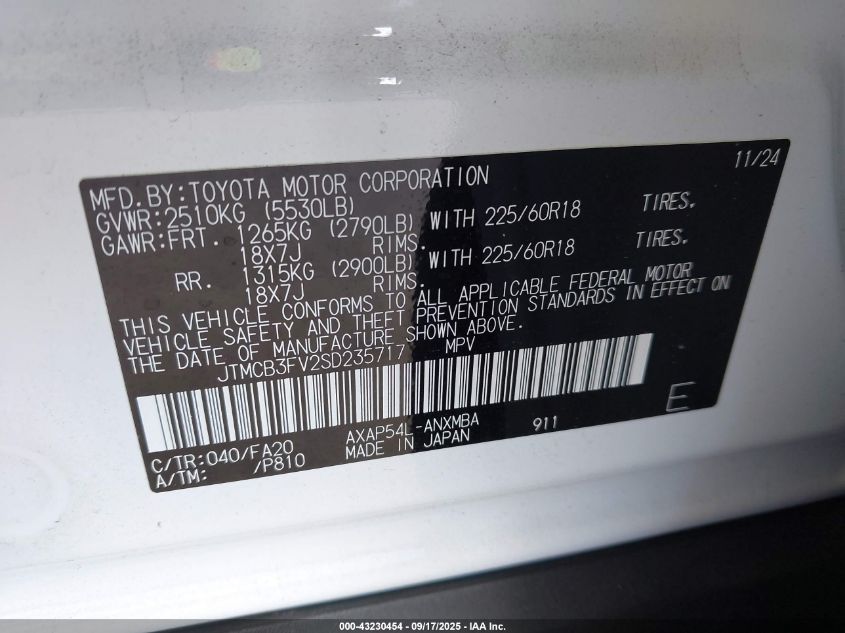 11/24
MFD.BY:TOYOTA MOTOR CORPORATION
GVWR:2510KG (5530LB)
GAWR:FRT. 1265KG (2790LB) WITH 225/60R18 TIRES.
18X7J RIMS.
RR. 1315KG (2900LB) WITH 225/60R18 TIRES.
18X7J RIMS.
THIS VEHICLE CONFORMS TO ALL APPLICABLE FEDERAL MOTOR
VEHICLE SAFETY AND THEFT PREVENTION STANDARDS IN EFFECT ON
THE DATE OF MANUFACTURE SHOWN ABOVE.
JTMCB3FV2SD235717 MPV
E
C/TR:040/FA20 AXAP54L-ANXMBA 911
A/TM: /P810 MADE IN JAPAN
000-43230454 - 09/17/2025 - IAA Inc.